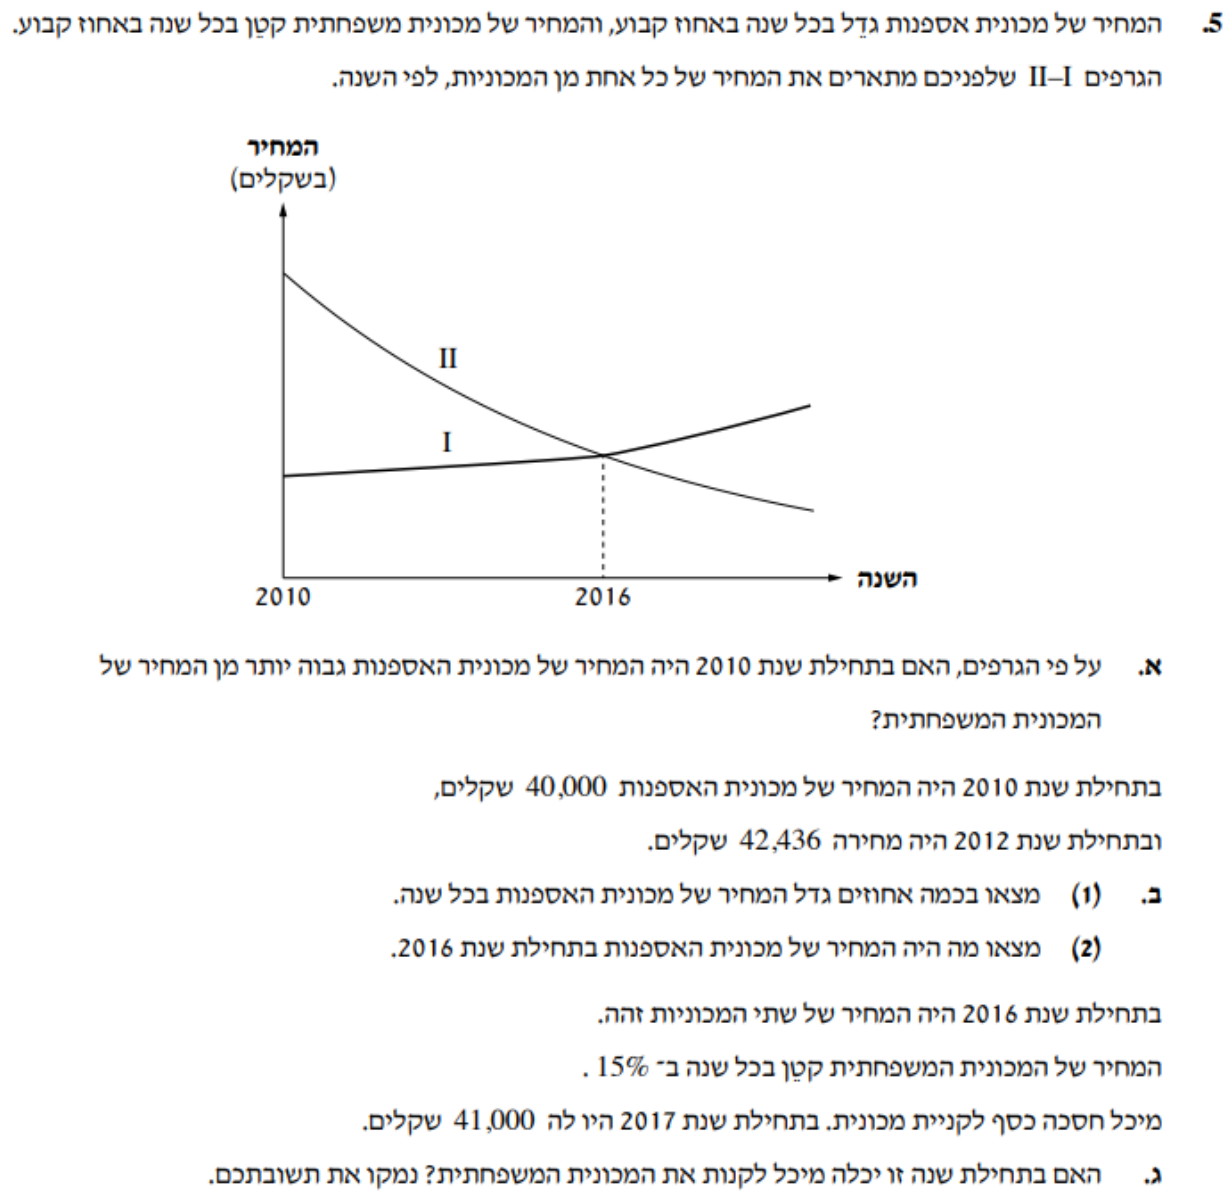 5. המחיר של מכונית אספנות גדֵל בכל שנה באחוז קבוע, והמחיר של מכונית משפחתית קטֵן בכל שנה באחוז קבוע.
הגרפים I–II שלפניכם מתארים את המחיר של כל אחת מן המכוניות, לפי השנה.
המחיר
(בשקלים)
II
I
השנה
2010
2016
א. על פי הגרפים, האם בתחילת שנת 2010 היה המחיר של מכונית האספנות גבוה יותר מן המחיר של
המכונית המשפחתית?
בתחילת שנת 2010 היה המחיר של מכונית האספנות 40,000 שקלים,
ובתחילת שנת 2012 היה מחירה 42,436 שקלים.
ב. (1) מצאו בכמה אחוזים גדל המחיר של מכונית האספנות בכל שנה.
(2) מצאו מה היה המחיר של מכונית האספנות בתחילת שנת 2016.
בתחילת שנת 2016 היה המחיר של שתי המכוניות זהה.
המחיר של המכונית המשפחתית קטֵן בכל שנה ב־ 15% .
מיכל חסכה כסף לקניית מכונית. בתחילת שנת 2017 היו לה 41,000 שקלים.
ג. האם בתחילת שנה זו יכלה מיכל לקנות את המכונית המשפחתית? נמקו את תשובתכם.